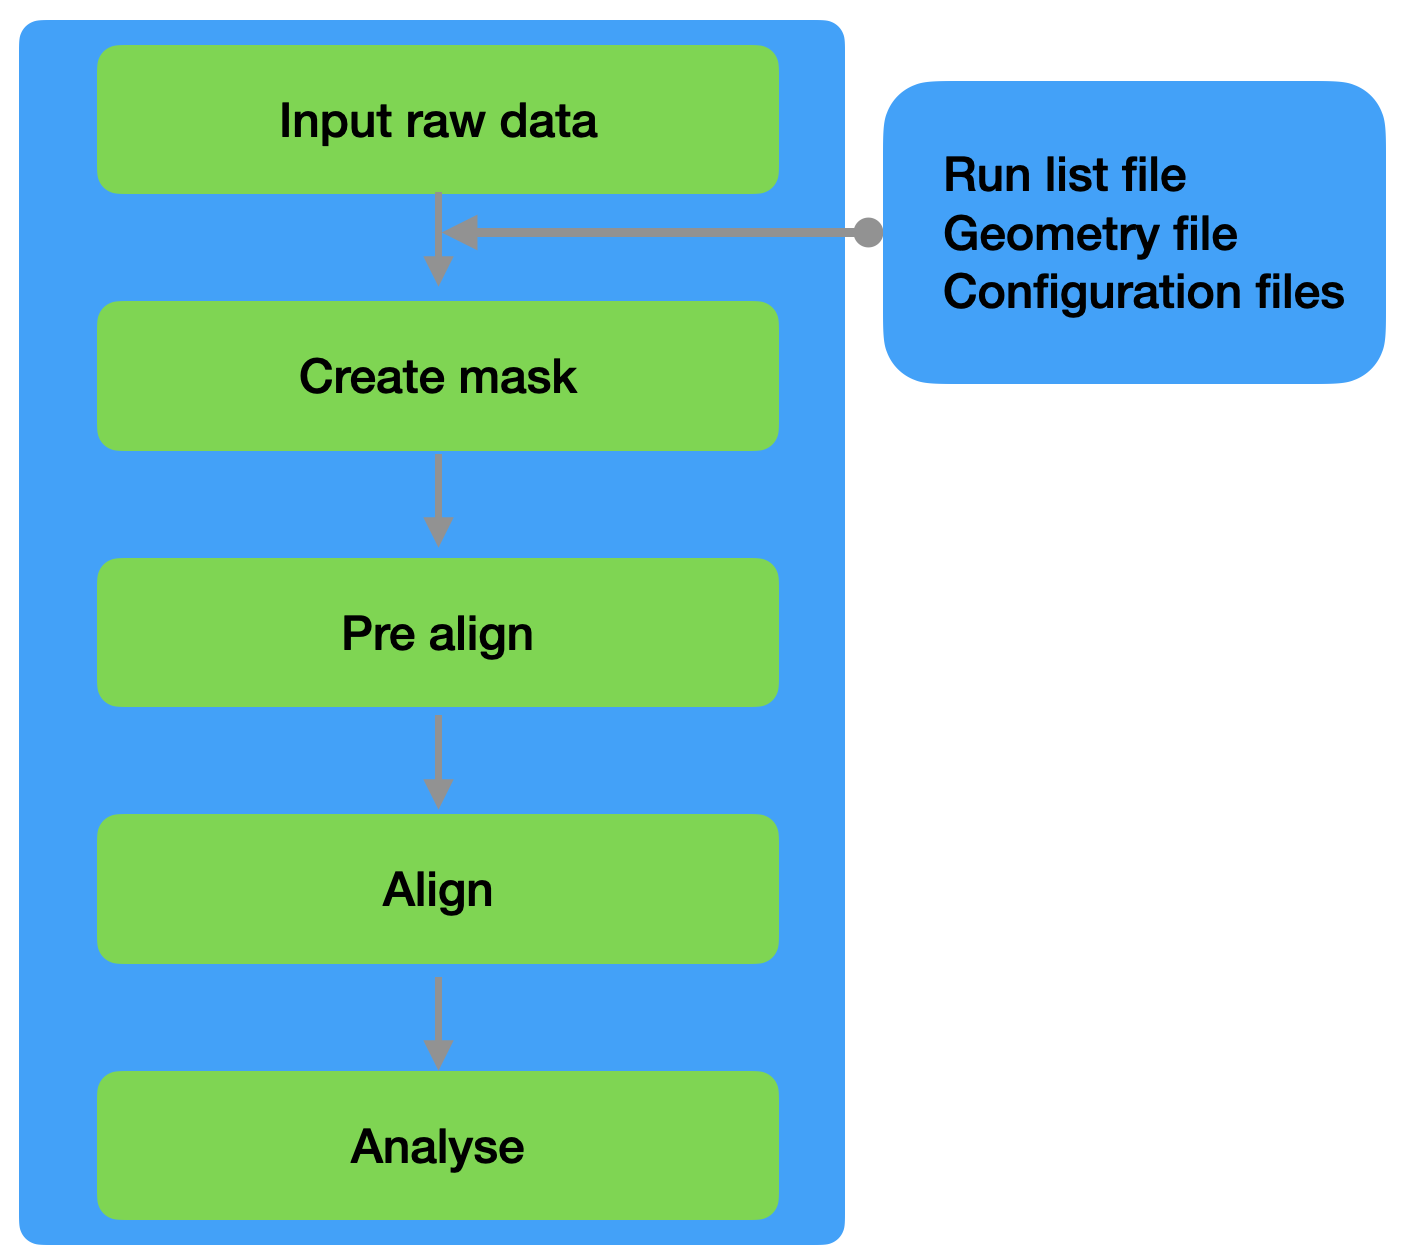 Input raw data
Run list file
Geometry file
Configuration files
Create mask
Pre align
Align
Analyse